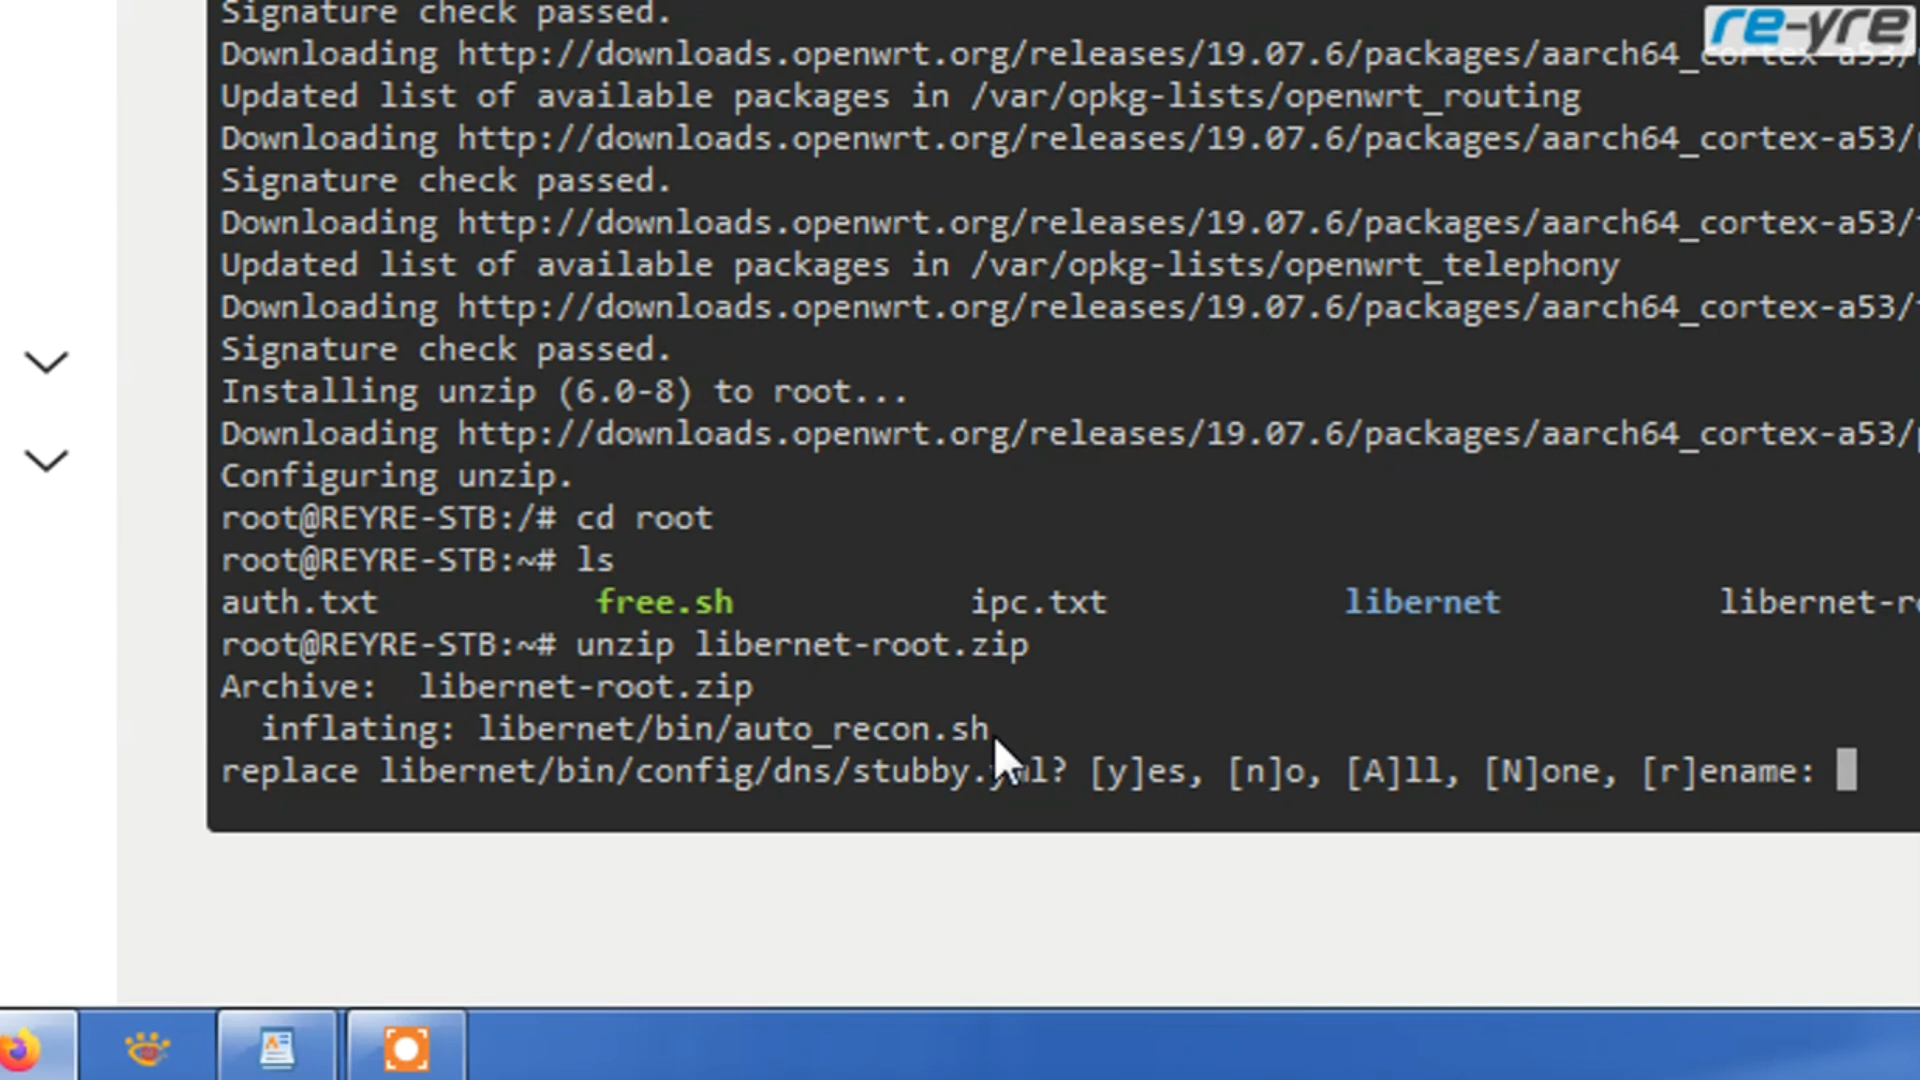 Signature check passed.
re-yre
Downloading http://downloads.openwrt.org/releases/19.07.6/packages/aarch64_cortex-a53/
Updated list of available packages in /var/opkg-lists/openwrt_routing
Downloading http://downloads.openwrt.org/releases/19.07.6/packages/aarch64_cortex-a53/
Signature check passed.
Downloading http://downloads.openwrt.org/releases/19.07.6/packages/aarch64_cortex-a53/
Updated list of available packages in /var/opkg-lists/openwrt_telephony
Downloading http://downloads.openwrt.org/releases/19.07.6/packages/aarch64_cortex-a53/
Signature check passed.
Installing unzip (6.0-8) to root...
Downloading http://downloads.openwrt.org/releases/19.07.6/packages/aarch64_cortex-a53/
Configuring unzip.
root@REYRE-STB:/# cd root
root@REYRE-STB:~# ls
auth.txt free.sh ipc.txt libernet libernet-r
root@REYRE-STB:~# unzip libernet-root.zip
Archive: libernet-root.zip
inflating: libernet/bin/auto_recon.sh
replace libernet/bin/config/dns/stubby.yml? [y]es, [n]o, [A]ll, [N]one, [r]ename: